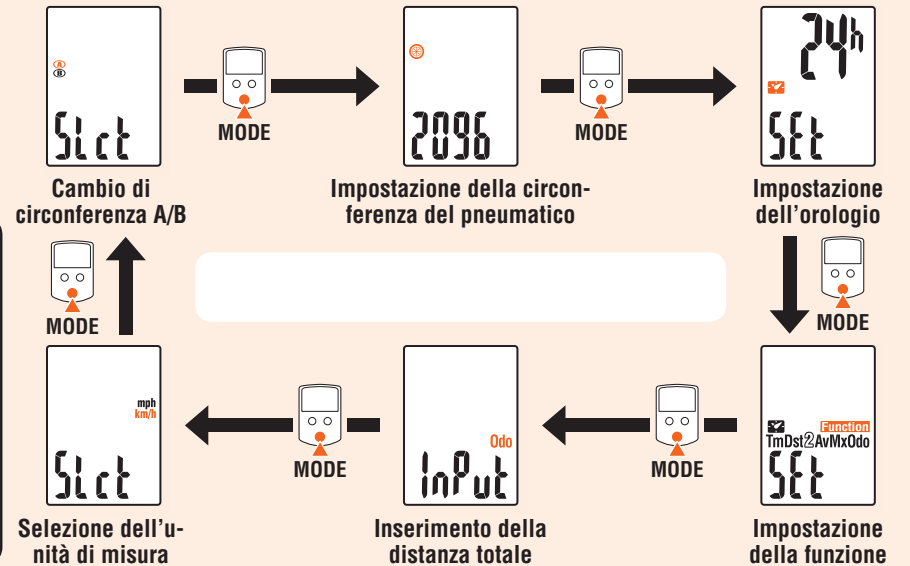 A
B
Slct
MODE
Cambio di
circonferenza A/B
2096
MODE
Impostazione della circon-
ferenza del pneumatico
24h
SEt
Impostazione
dell'orologio
MODE
Function
TmDst2AvMxOdo
SEt
Impostazione
della funzione
MODE
Odo
InPut
Inserimento della
distanza totale
MODE
mph
km/h
Slct
Selezione dell'u-
nità di misura
MODE